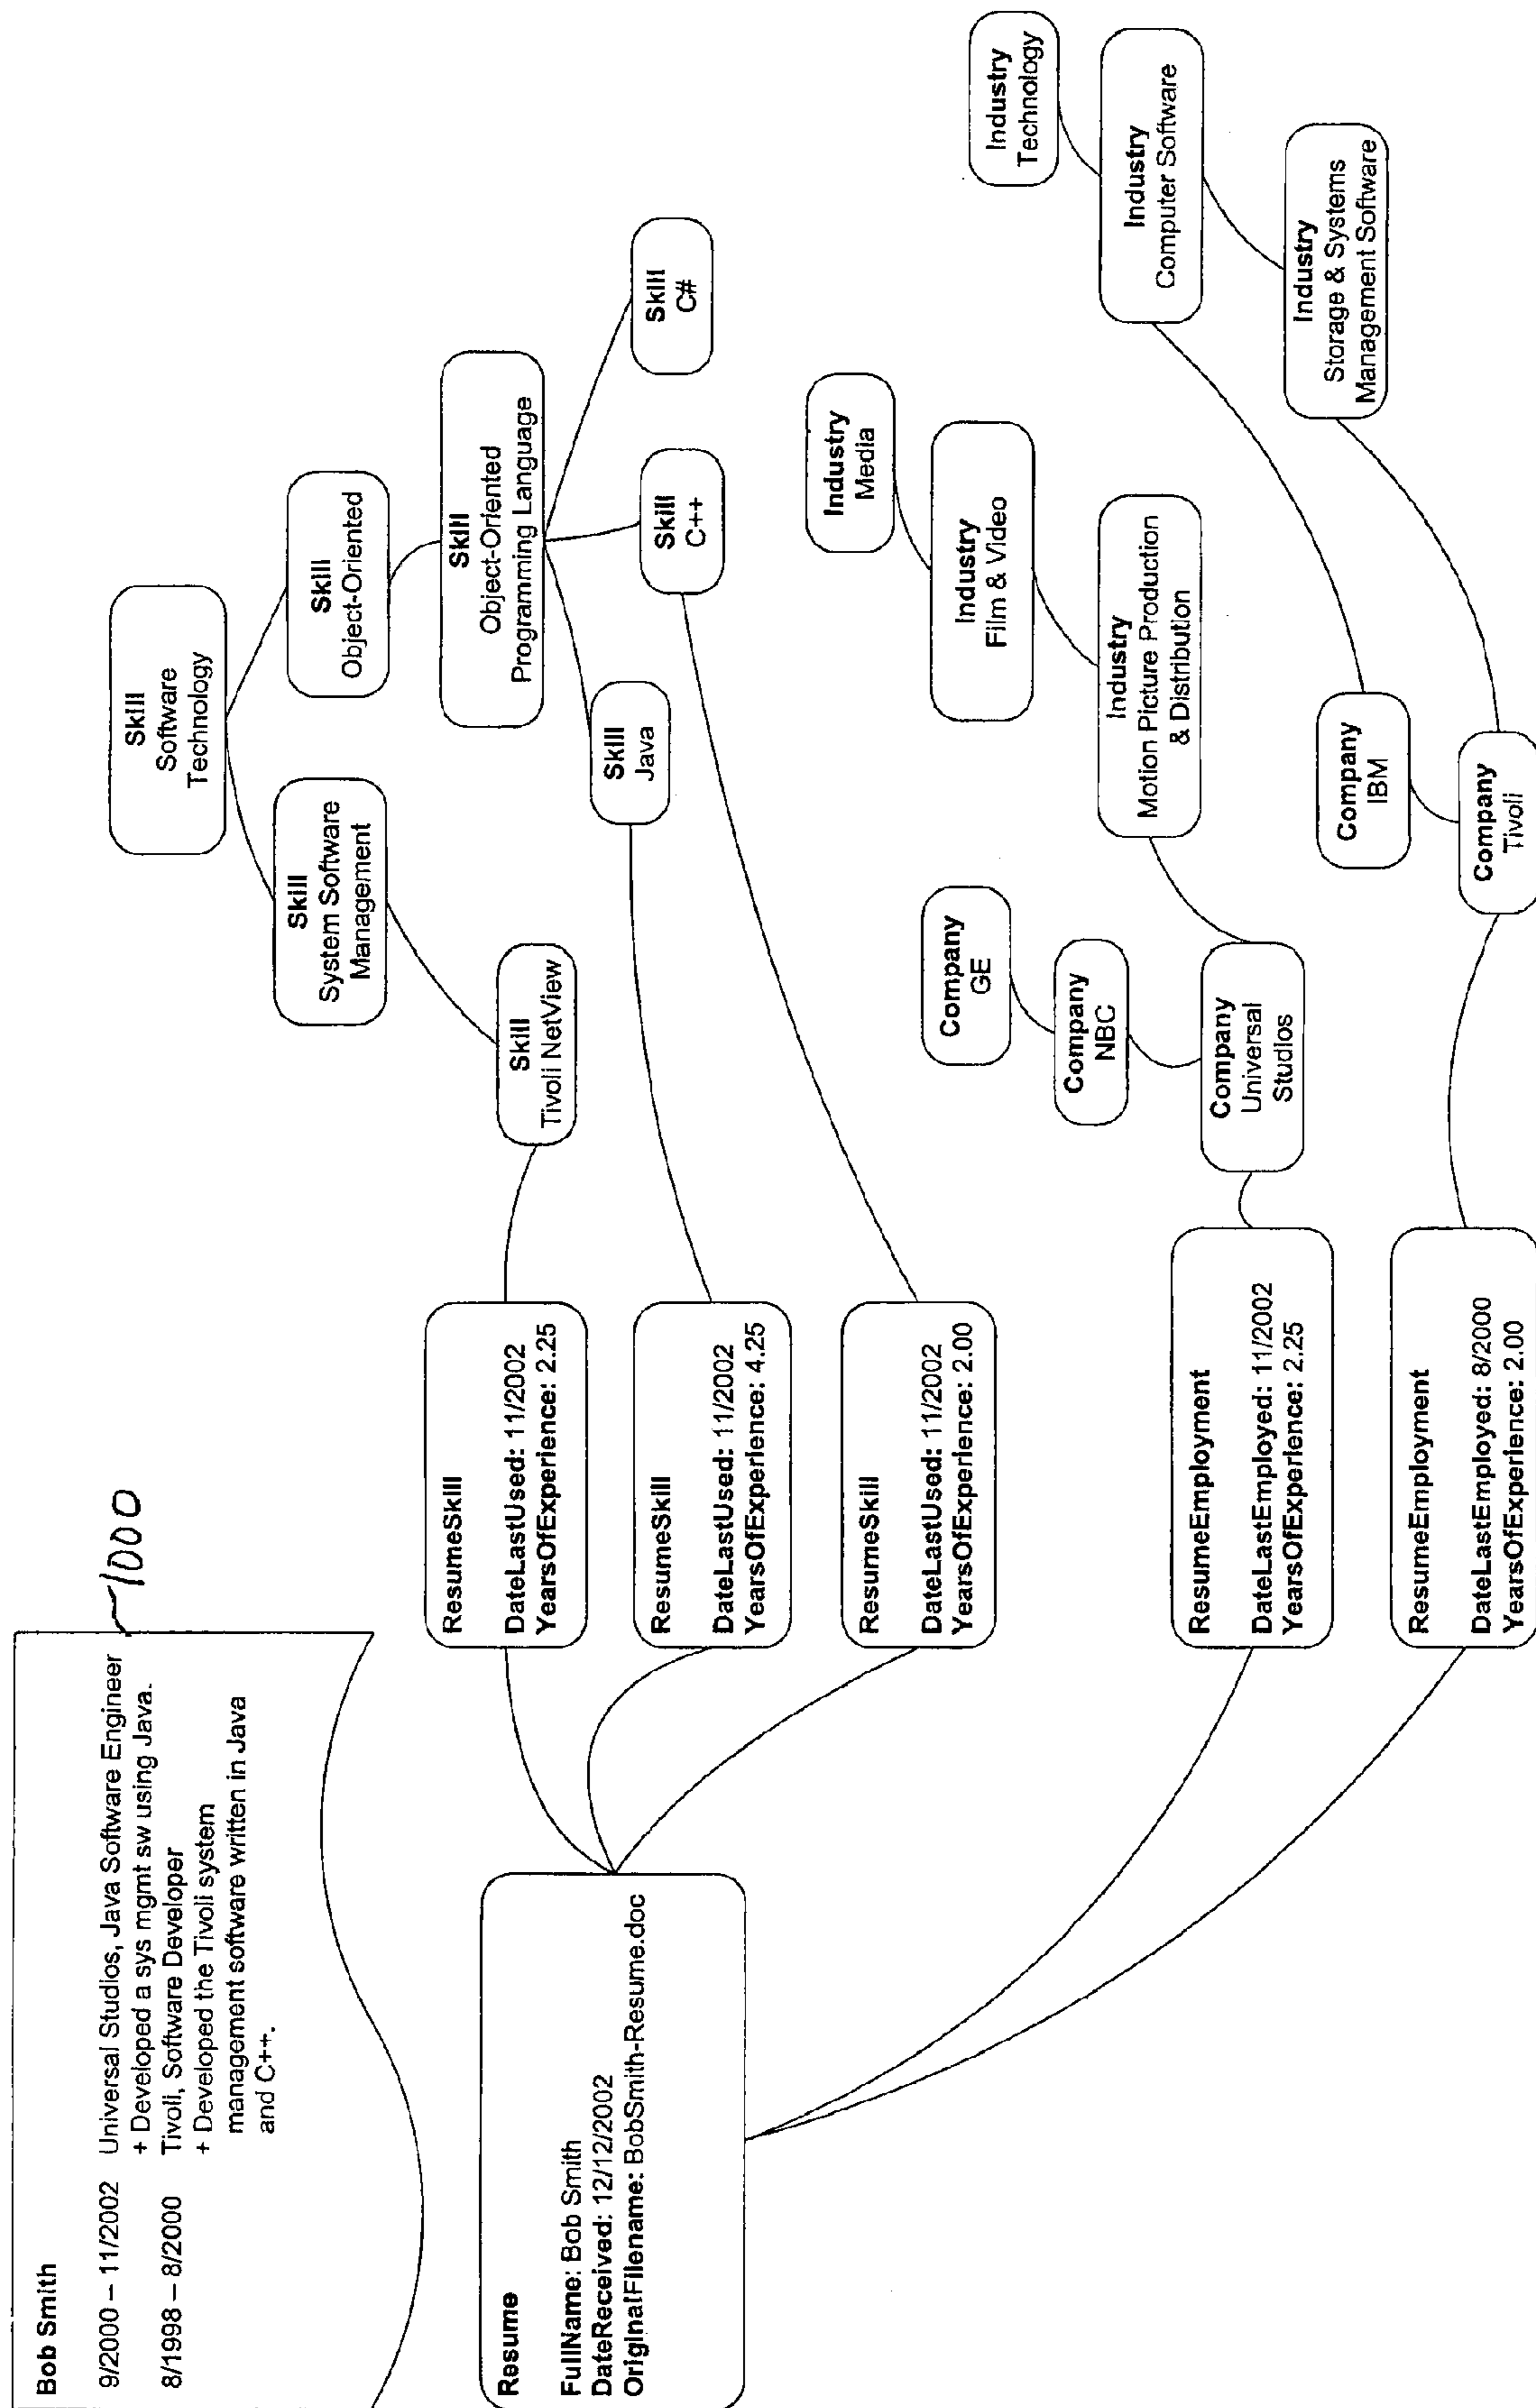 Bob Smith
9/2000 – 11/2002 Universal Studios, Java Software Engineer
+ Developed a sys mgmt sw using Java.
8/1998 – 8/2000 Tivoli, Software Developer
+ Developed the Tivoli system
management software written in Java
and C++.
1000
Resume
FullName: Bob Smith
DateReceived: 12/12/2002
OriginalFilename: BobSmith-Resume.doc
ResumeSkill
DateLastUsed: 11/2002
YearsOfExperience: 2.25
ResumeSkill
DateLastUsed: 11/2002
YearsOfExperience: 4.25
ResumeSkill
DateLastUsed: 11/2002
YearsOfExperience: 2.00
ResumeEmployment
DateLastEmployed: 11/2002
YearsOfExperience: 2.25
ResumeEmployment
DateLastEmployed: 8/2000
YearsOfExperience: 2.00
Skill
Software
Technology
Skill
System Software
Management
Skill
Object-Oriented
Skill
Tivoli NetView
Skill
Object-Oriented
Programming Language
Skill
Java
Skill
C++
Skill
C#
Company
GE
Company
NBC
Company
Universal
Studios
Industry
Media
Industry
Film & Video
Industry
Motion Picture Production
& Distribution
Company
IBM
Company
Tivoli
Industry
Technology
Industry
Computer Software
Industry
Storage & Systems
Management Software